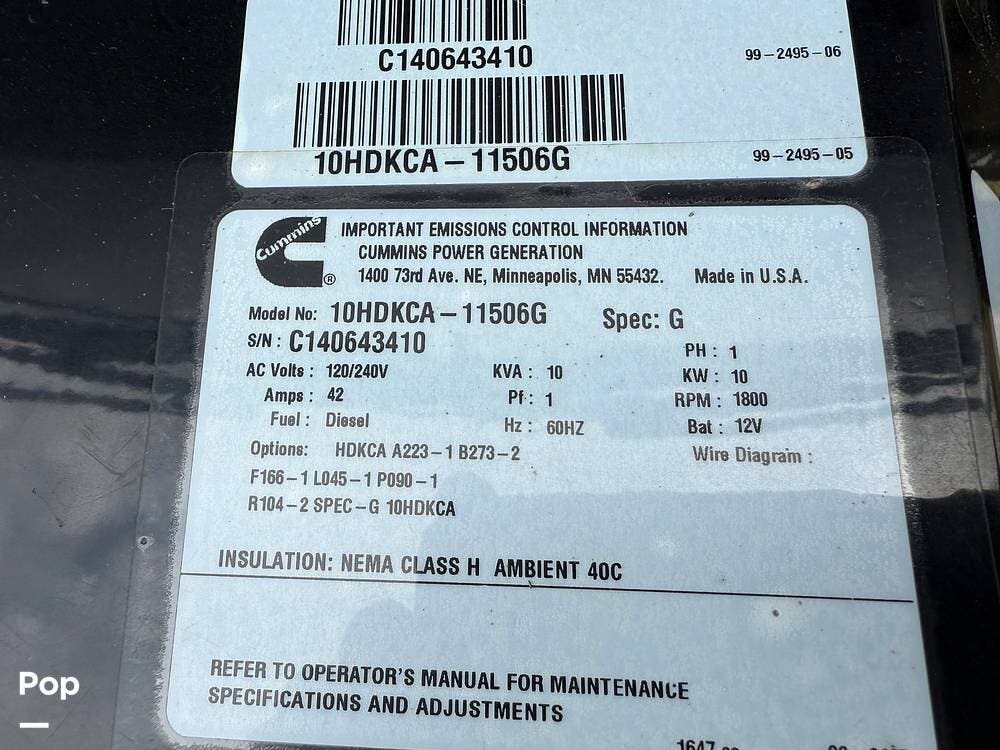 C140643410
99-2495-06
10HDKCA-11506G
99-2495-05
Cummins ®
IMPORTANT EMISSIONS CONTROL INFORMATION
CUMMINS POWER GENERATION
1400 73rd Ave. NE, Minneapolis, MN 55432. Made in U.S.A.
Model No: 10HDKCA-11506G Spec: G
S/N: C140643410 PH: 1
AC Volts: 120/240V KVA: 10 KW: 10
Amps: 42 Pf: 1 RPM: 1800
Fuel: Diesel Hz: 60HZ Bat: 12V
Options: HDKCA A223-1 B273-2 Wire Diagram:
F166-1 L045-1 P090-1
R104-2 SPEC-G 10HDKCA
INSULATION: NEMA CLASS H AMBIENT 40C
REFER TO OPERATOR'S MANUAL FOR MAINTENANCE
SPECIFICATIONS AND ADJUSTMENTS
Pop